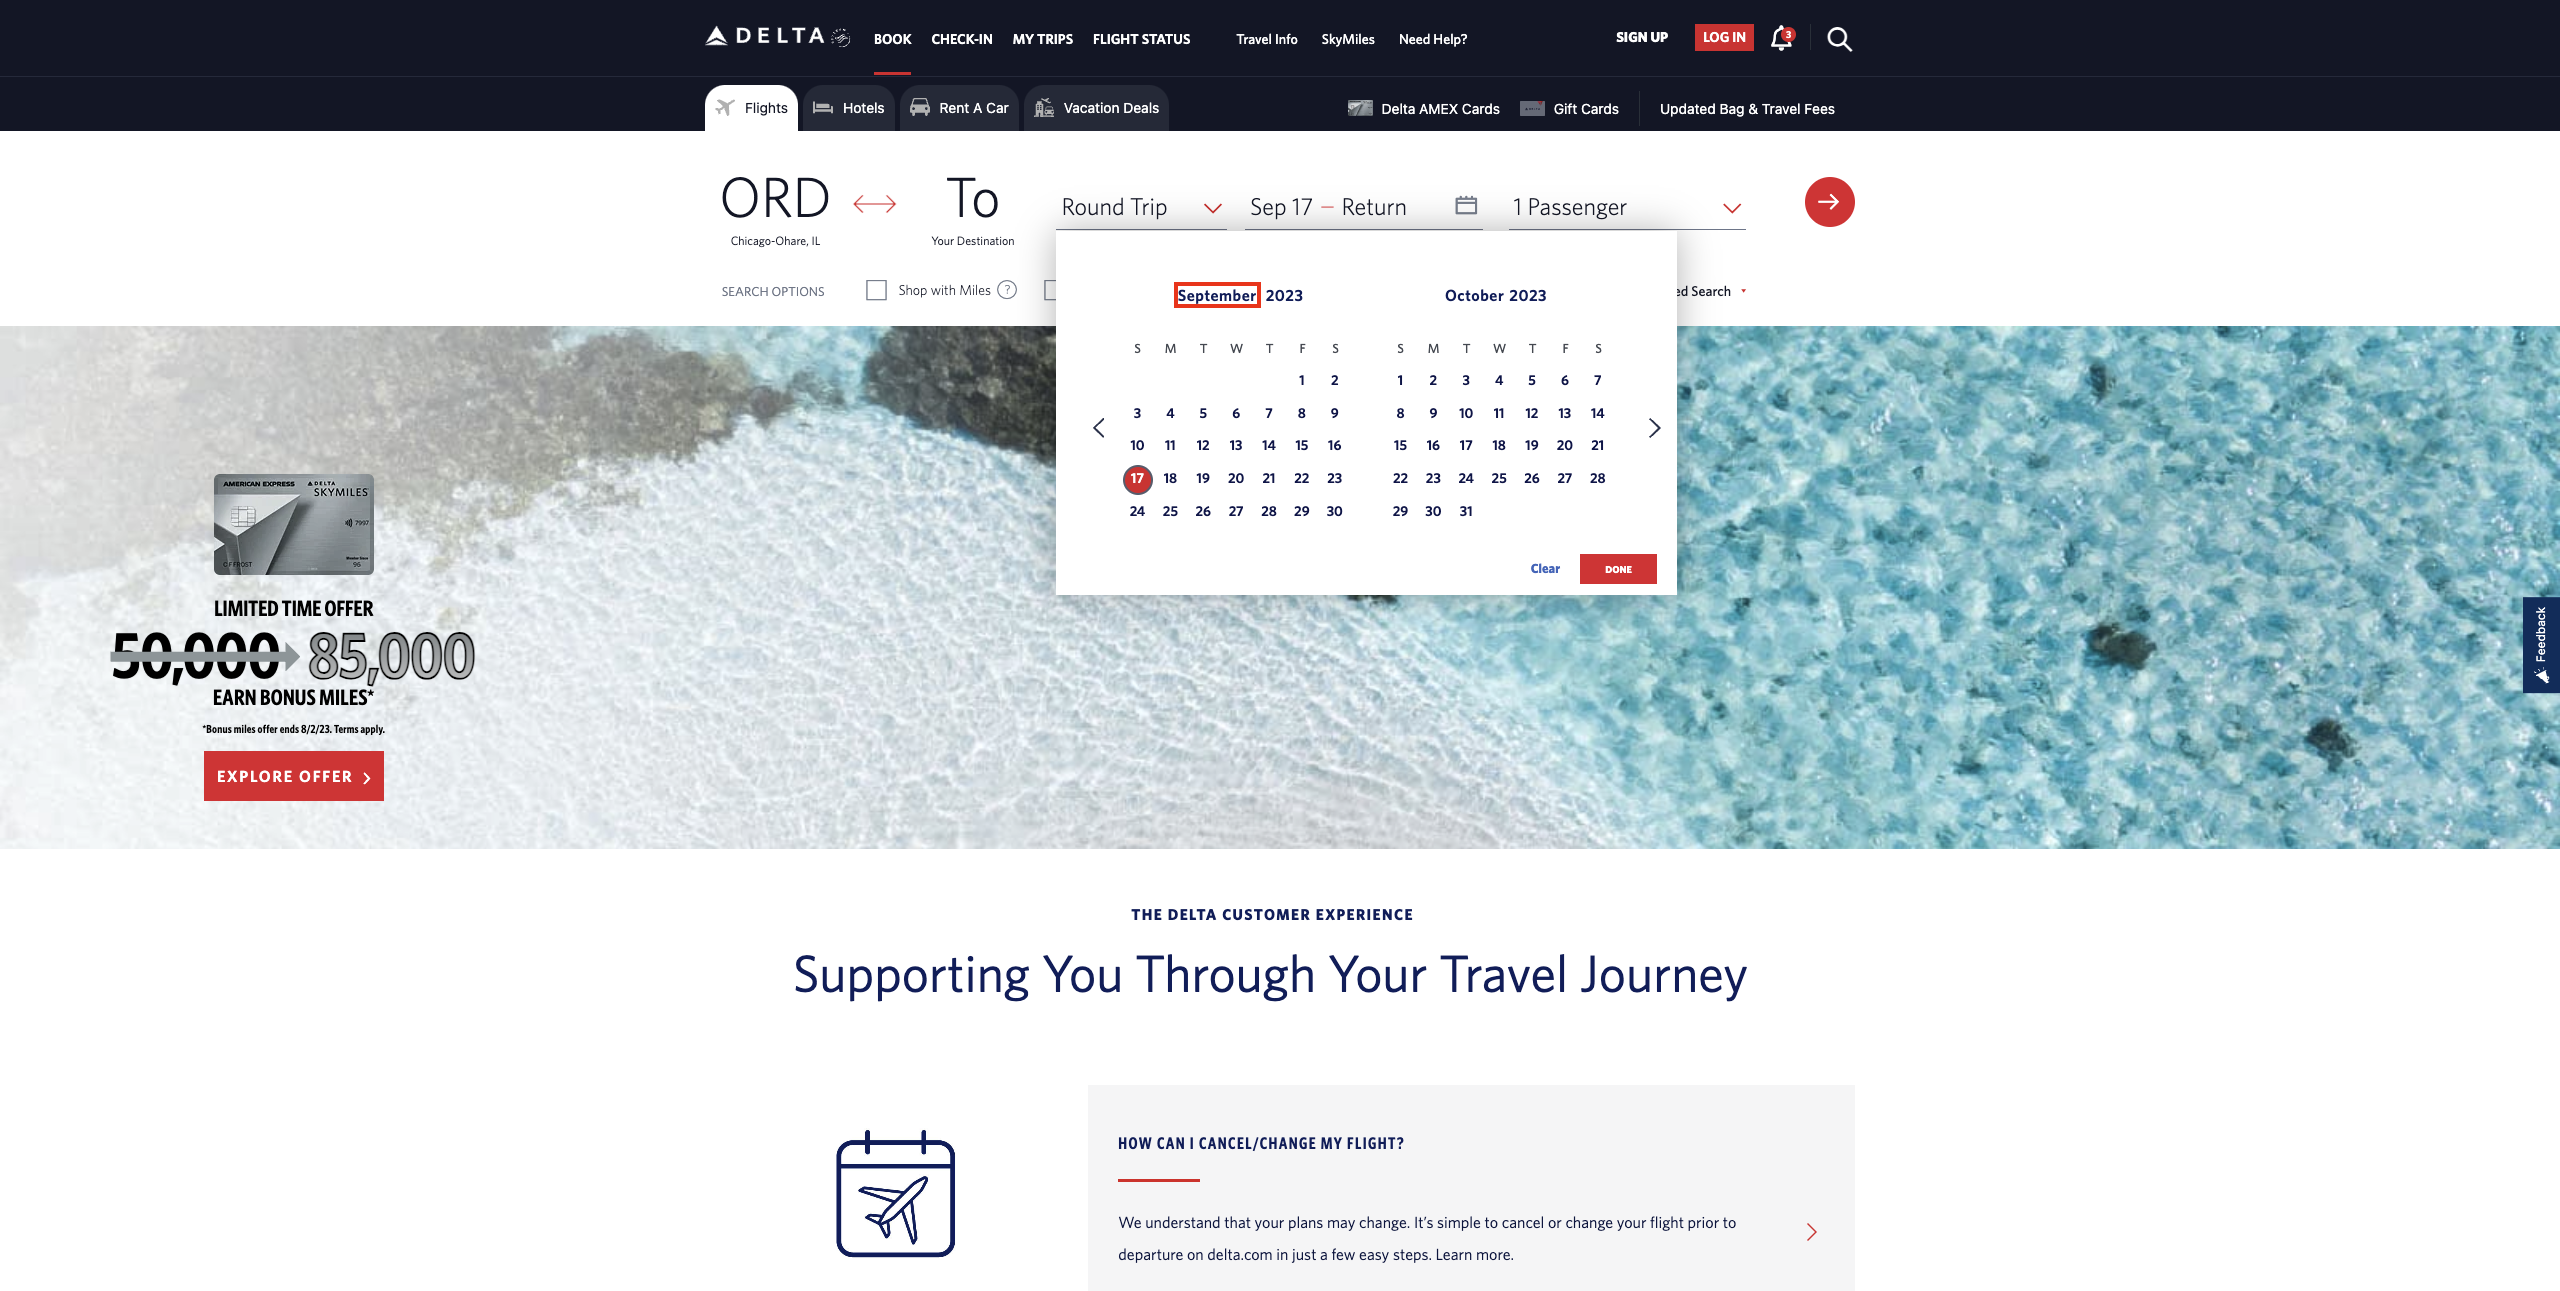 DELTA
BOOK CHECK-IN MY TRIPS FLIGHT STATUS Travel Info SkyMiles Need Help? SIGN UP LOG IN 3
Flights Hotels Rent A Car Vacation Deals Delta AMEX Cards Gift Cards Updated Bag & Travel Fees
ORD To Round Trip Sep 17 – Return 1 Passenger
Chicago-Ohare, IL Your Destination
SEARCH OPTIONS Shop with Miles ? ed Search
September 2023 October 2023
S M T W T F S S M T W T F S
1 2 1 2 3 4 5 6 7
3 4 5 6 7 8 9 8 9 10 11 12 13 14
10 11 12 13 14 15 16 15 16 17 18 19 20 21
17 18 19 20 21 22 23 22 23 24 25 26 27 28
24 25 26 27 28 29 30 29 30 31
Clear DONE
AMERICAN EXPRESS DELTA
SKYMILES
7997
Member Since
C F FROST 96
LIMITED TIME OFFER
50,000 85,000
EARN BONUS MILES*
*Bonus miles offer ends 8/2/23. Terms apply.
EXPLORE OFFER
Feedback
THE DELTA CUSTOMER EXPERIENCE
Supporting You Through Your Travel Journey
HOW CAN I CANCEL/CHANGE MY FLIGHT?
We understand that your plans may change. It's simple to cancel or change your flight prior to
departure on delta.com in just a few easy steps. Learn more.